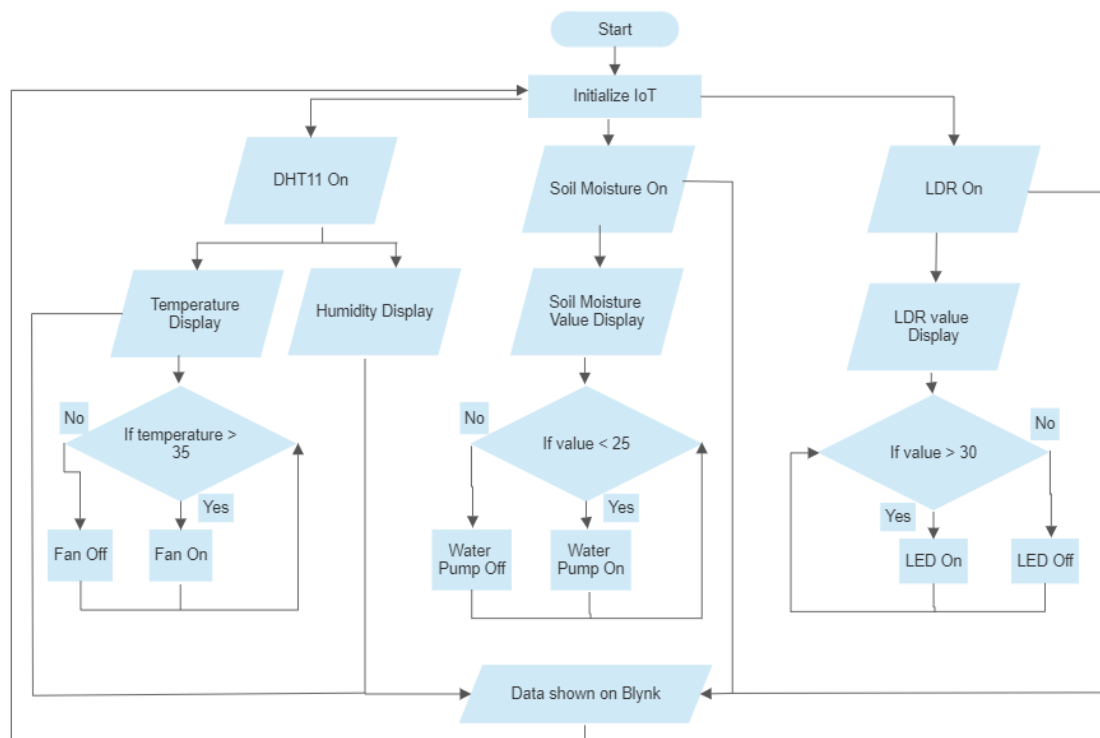 Start
Initialize IoT
DHT11 On
Soil Moisture On
LDR On
Temperature
Display
Humidity Display
Soil Moisture
Value Display
LDR value
Display
No
If temperature >
35
Yes
Fan Off
Fan On
No
If value < 25
Yes
Water
Pump Off
Water
Pump On
No
If value > 30
Yes
LED On
LED Off
Data shown on Blynk